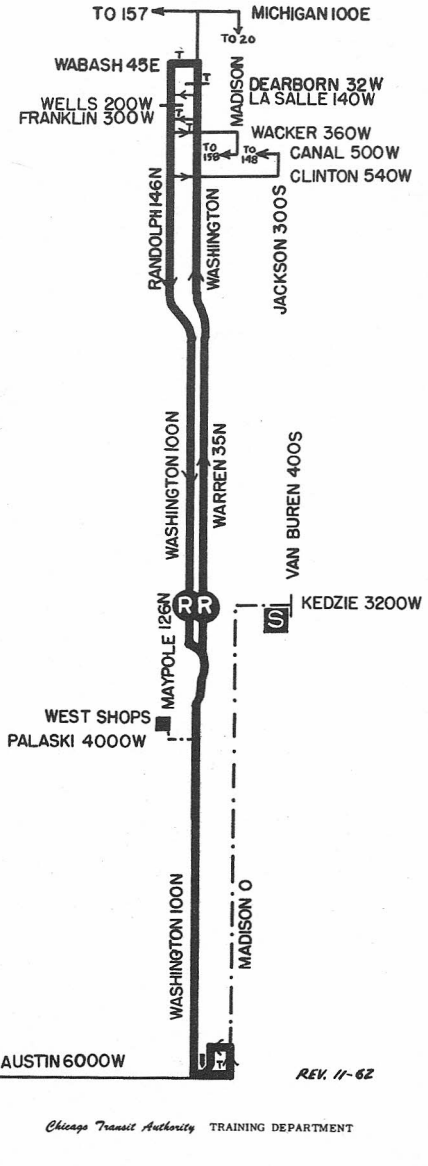 TO 157
MICHIGAN 100E
TO 20
T
WABASH 45E
MADISON
T
DEARBORN 32W
LA SALLE 140W
WELLS 200W
FRANKLIN 300W
T
WACKER 360W
TO
TO
148
CANAL 500W
CLINTON 540W
RANDOLPH 146N
WASHINGTON
JACKSON 300S
WASHINGTON 100N
WARREN 35N
VAN BUREN 400S
R R
KEDZIE 3200W
S
MAYPOLE 126N
WEST SHOPS
PALASKI 4000W
WASHINGTON 100N
MADISON 0
T
AUSTIN 6000W
REV. 11-62
Chicago Transit Authority TRAINING DEPARTMENT